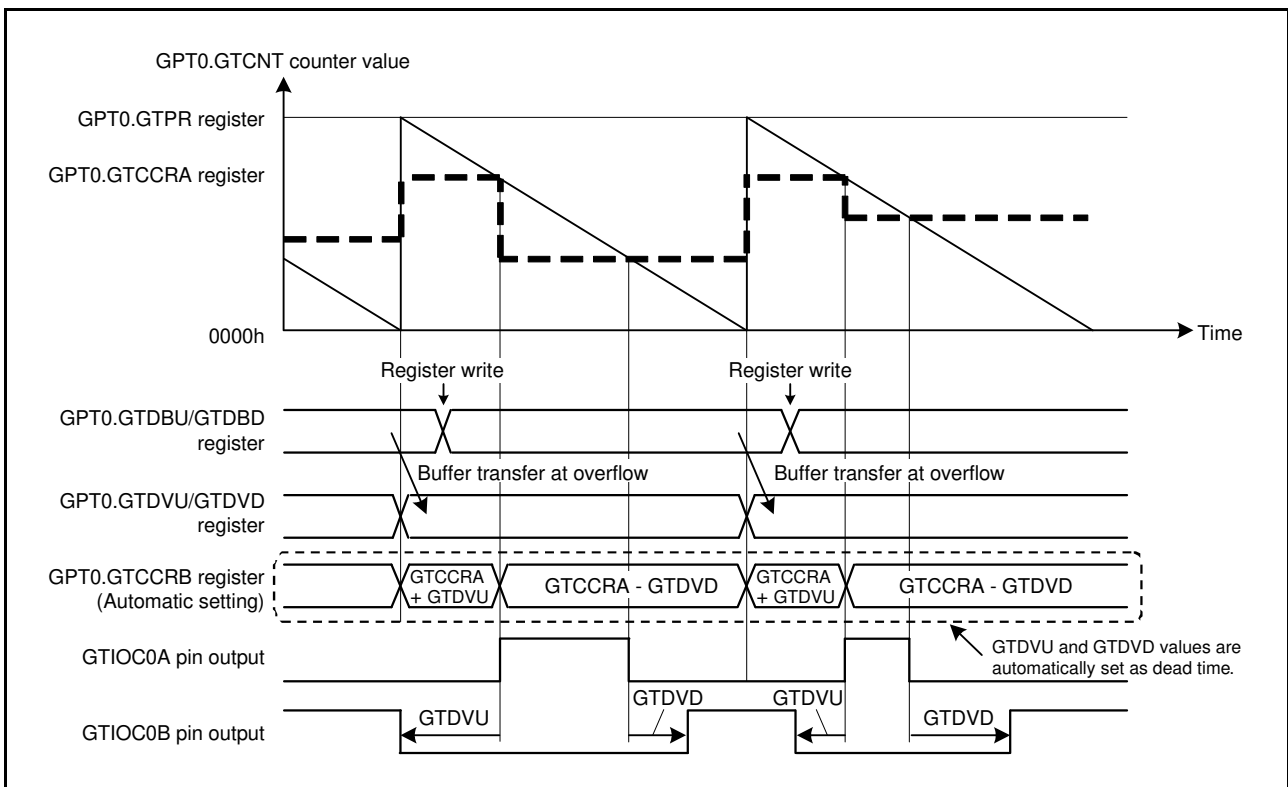 GPT0.GTCNT counter value
GPT0.GTPR register
GPT0.GTCCRA register
0000h
Time
Register write
Register write
GPT0.GTDBU/GTDBD
register
Buffer transfer at overflow
Buffer transfer at overflow
GPT0.GTDVU/GTDVD
register
GPT0.GTCCRB register
(Automatic setting)
GTCCRA
+ GTDVU
GTCCRA - GTDVD
GTCCRA
+ GTDVU
GTCCRA - GTDVD
GTDVU and GTDVD values are
automatically set as dead time.
GTIOC0A pin output
GTIOC0B pin output
GTDVU
GTDVD
GTDVU
GTDVD